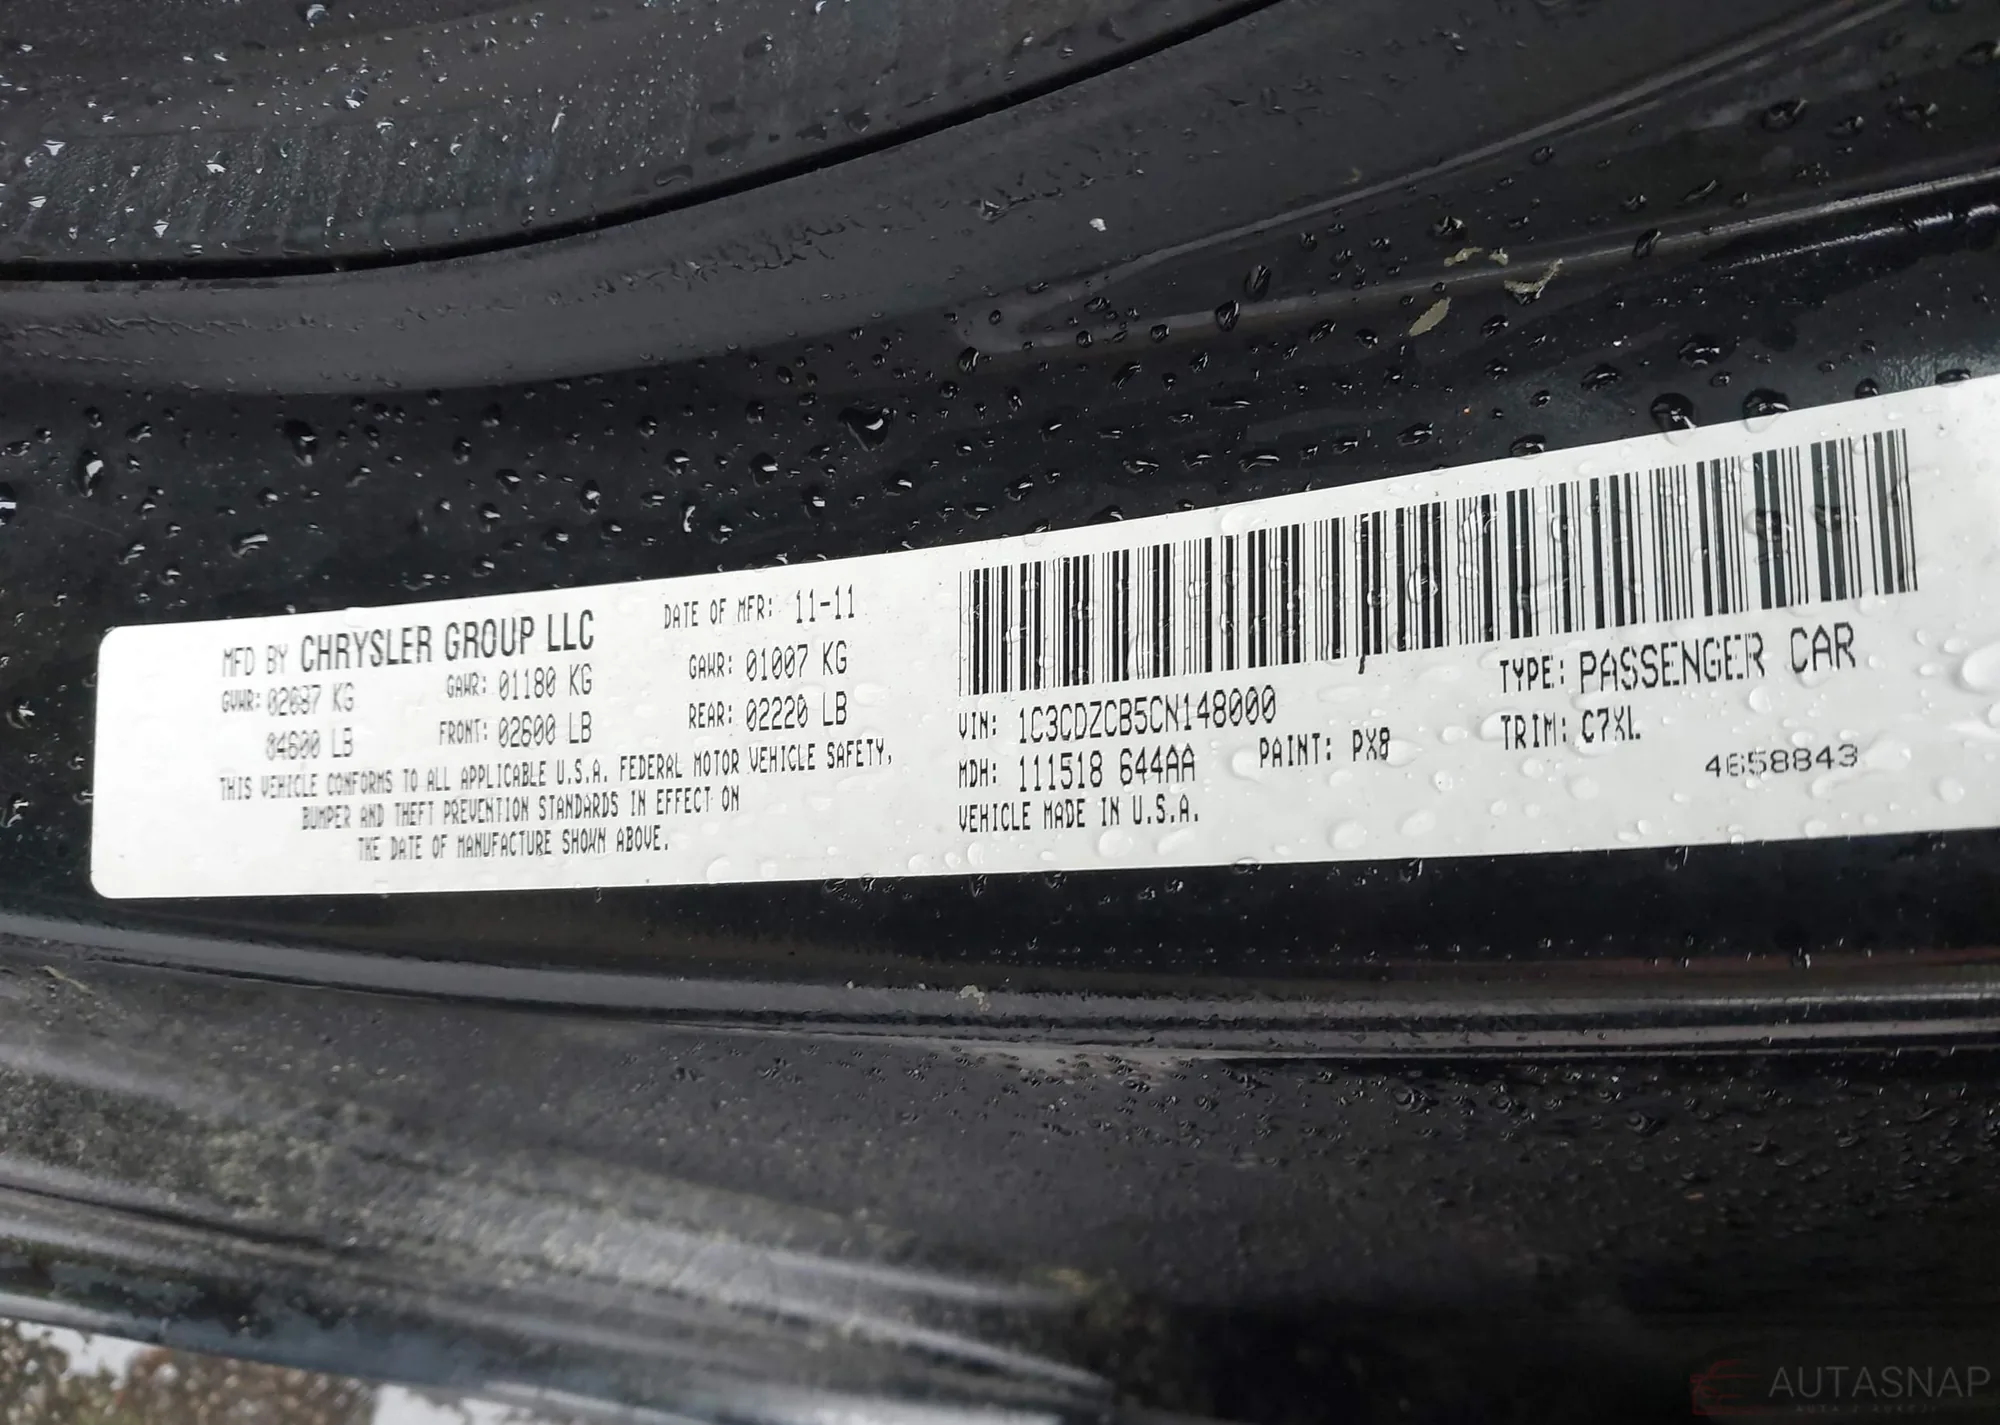 MFD BY CHRYSLER GROUP LLC
DATE OF MFR: 11-11
GVWR: 02087 KG
GAWR: 01180 KG
GAWR: 01007 KG
04600 LB
FRONT: 02600 LB
REAR: 02220 LB
THIS VEHICLE CONFORMS TO ALL APPLICABLE U.S.A. FEDERAL MOTOR VEHICLE SAFETY,
BUMPER AND THEFT PREVENTION STANDARDS IN EFFECT ON
THE DATE OF MANUFACTURE SHOWN ABOVE.
VIN: 1C3CDZCB5CN148000
TYPE: PASSENGER CAR
MDH: 111518 644AA
PAINT: PX8
TRIM: C7XL
VEHICLE MADE IN U.S.A.
4658843
AUTASNAP
AUTA Z AUKCJI